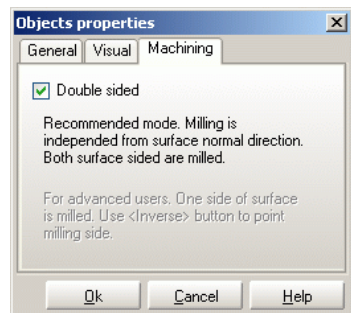 Objects properties
General Visual Machining
Double sided
Recommended mode. Milling is
independed from surface normal direction.
Both surface sided are milled.
For advanced users. One side of surface
is milled. Use <Inverse> button to point
milling side.
Ok Cancel Help